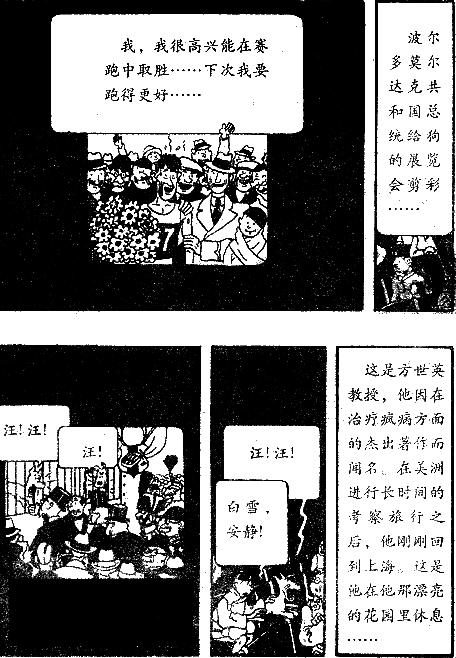 我，我很高兴能在赛
跑中取胜……下次我要
跑得更好……
波尔
多莫尔
达克共
和国总
统给狗
的展览
会剪彩
……
7
汪！汪！
汪！
汪！汪！
白雪，
安静！
这是方世英
教授，他因在
治疗疯病方面
的杰出著作而
闻名。在美洲
进行长时间的
考察旅行之
后，他刚刚回
到上海。这是
他在他那漂亮
的花园里休息
……